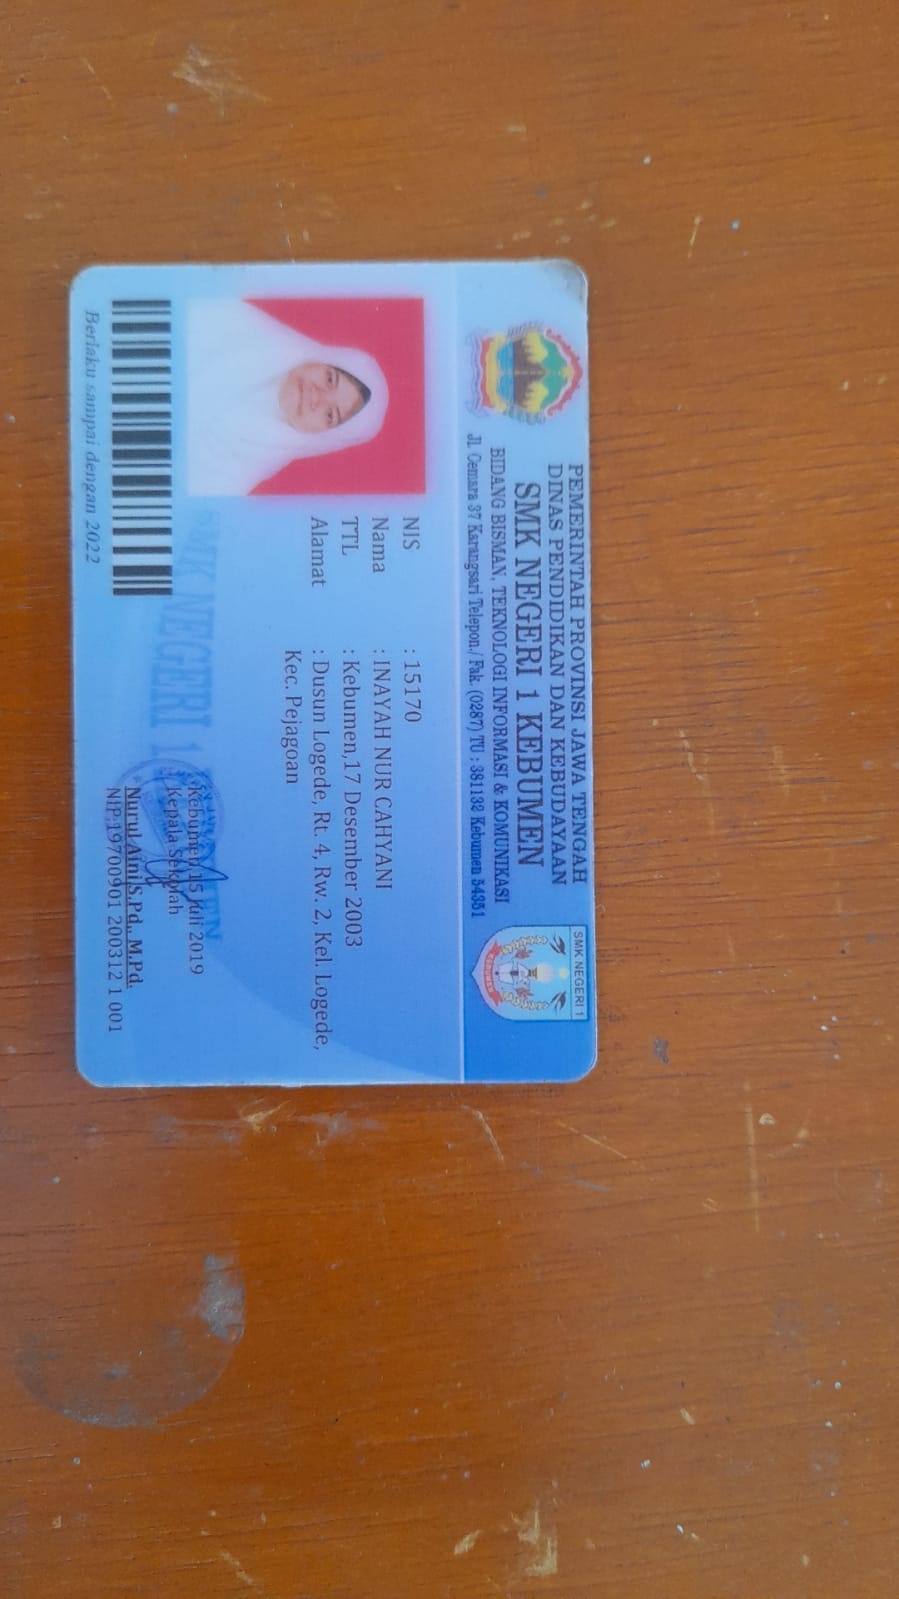 PEMERINTAH PROVINSI JAWA TENGAH
DINAS PENDIDIKAN DAN KEBUDAYAAN
SMK NEGERI 1 KEBUMEN
BIDANG BISMAN, TEKNOLOGI INFORMASI & KOMUNIKASI
Jl. Cemara 37 Karangsari Telepon./ Fak. (0287) TU : 381132 Kebumen 54351
SMK NEGERI 1
NIS : 15170
Nama : INAYAH NUR CAHYANI
TTL : Kebumen,17 Desember 2003
Alamat : Dusun Logede, Rt. 4, Rw. 2, Kel. Logede,
Kec. Pejagoan
SMK NEGERI 1
Kebumen,15 Juli 2019
Kepala Sekolah
Nurul Aini,S.Pd., M.Pd.
NIP.19700901 200312 1 001
Berlaku sampai dengan 2022